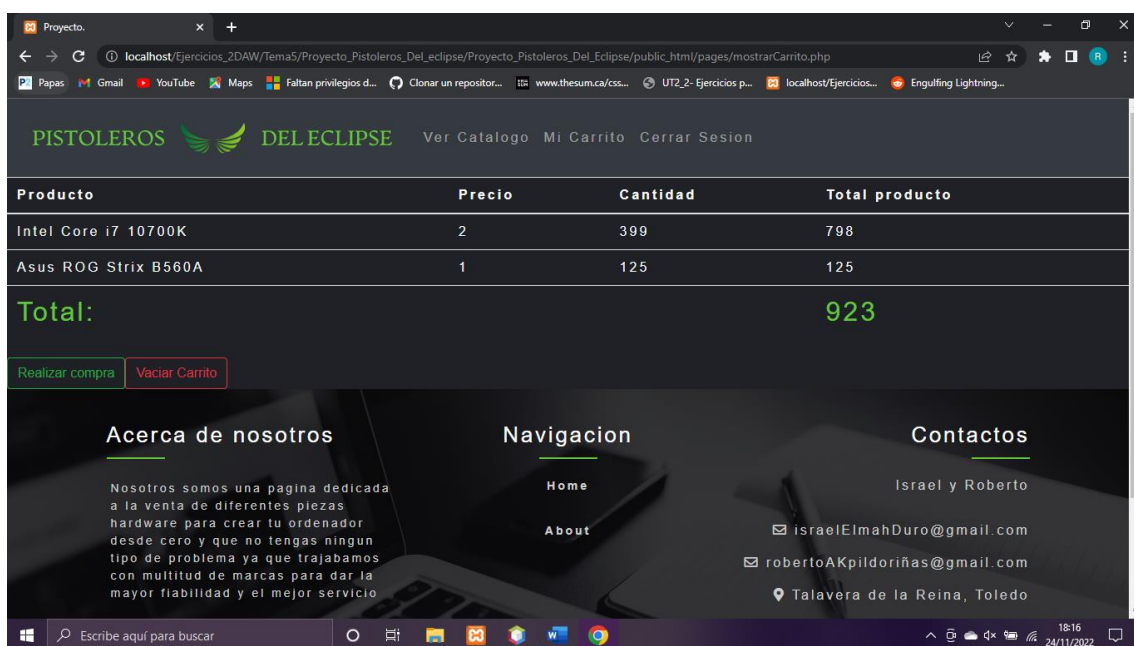 Proyecto.
localhost/Ejercicios_2DAW/Tema5/Proyecto_Pistoleros_Del_eclipse/Proyecto_Pistoleros_Del_Eclipse/public_html/pages/mostrarCarrito.php
R
Papas Gmail YouTube Maps Faltan privilegios d... Clonar un repositor... www.thesum.ca/css... UT2_2- Ejercicios p... localhost/Ejercicios... Engulfing Lightning...
PISTOLEROS DEL ECLIPSE Ver Catalogo Mi Carrito Cerrar Sesion
Producto Precio Cantidad Total producto
Intel Core i7 10700K 2 399 798
Asus ROG Strix B560A 1 125 125
Total: 923
Realizar compra Vaciar Carrito
Acerca de nosotros
Nosotros somos una pagina dedicada
a la venta de diferentes piezas
hardware para crear tu ordenador
desde cero y que no tengas ningun
tipo de problema ya que trajabamos
con multitud de marcas para dar la
mayor fiabilidad y el mejor servicio
Navigacion
Home
About
Contactos
Israel y Roberto
israelElmahDuro@gmail.com
robertoAKpildoriñas@gmail.com
Talavera de la Reina, Toledo
Escribe aquí para buscar
18:16
24/11/2022